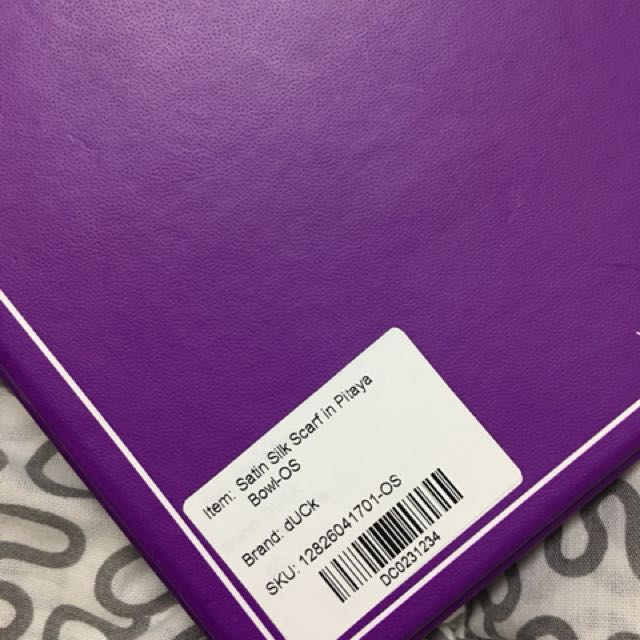 Item: Satin Silk Scarf in Pitaya
Bowl-OS
Brand: dUCk
SKU: 12826041701-OS
DC0231234